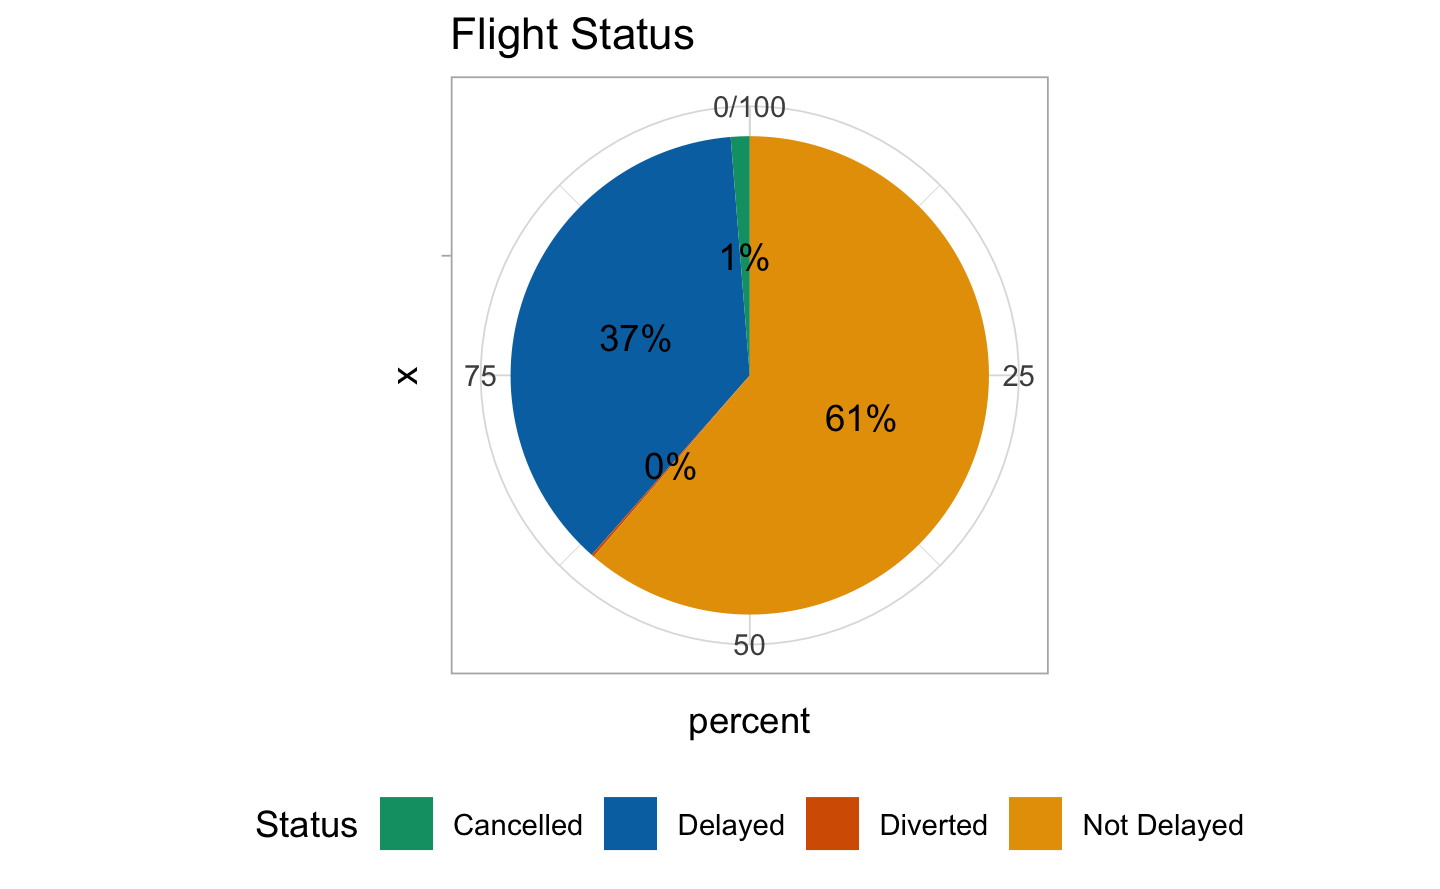 Flight Status
0/100
1%
37%
x
75
25
61%
0%
50
percent
Status Cancelled Delayed Diverted Not Delayed